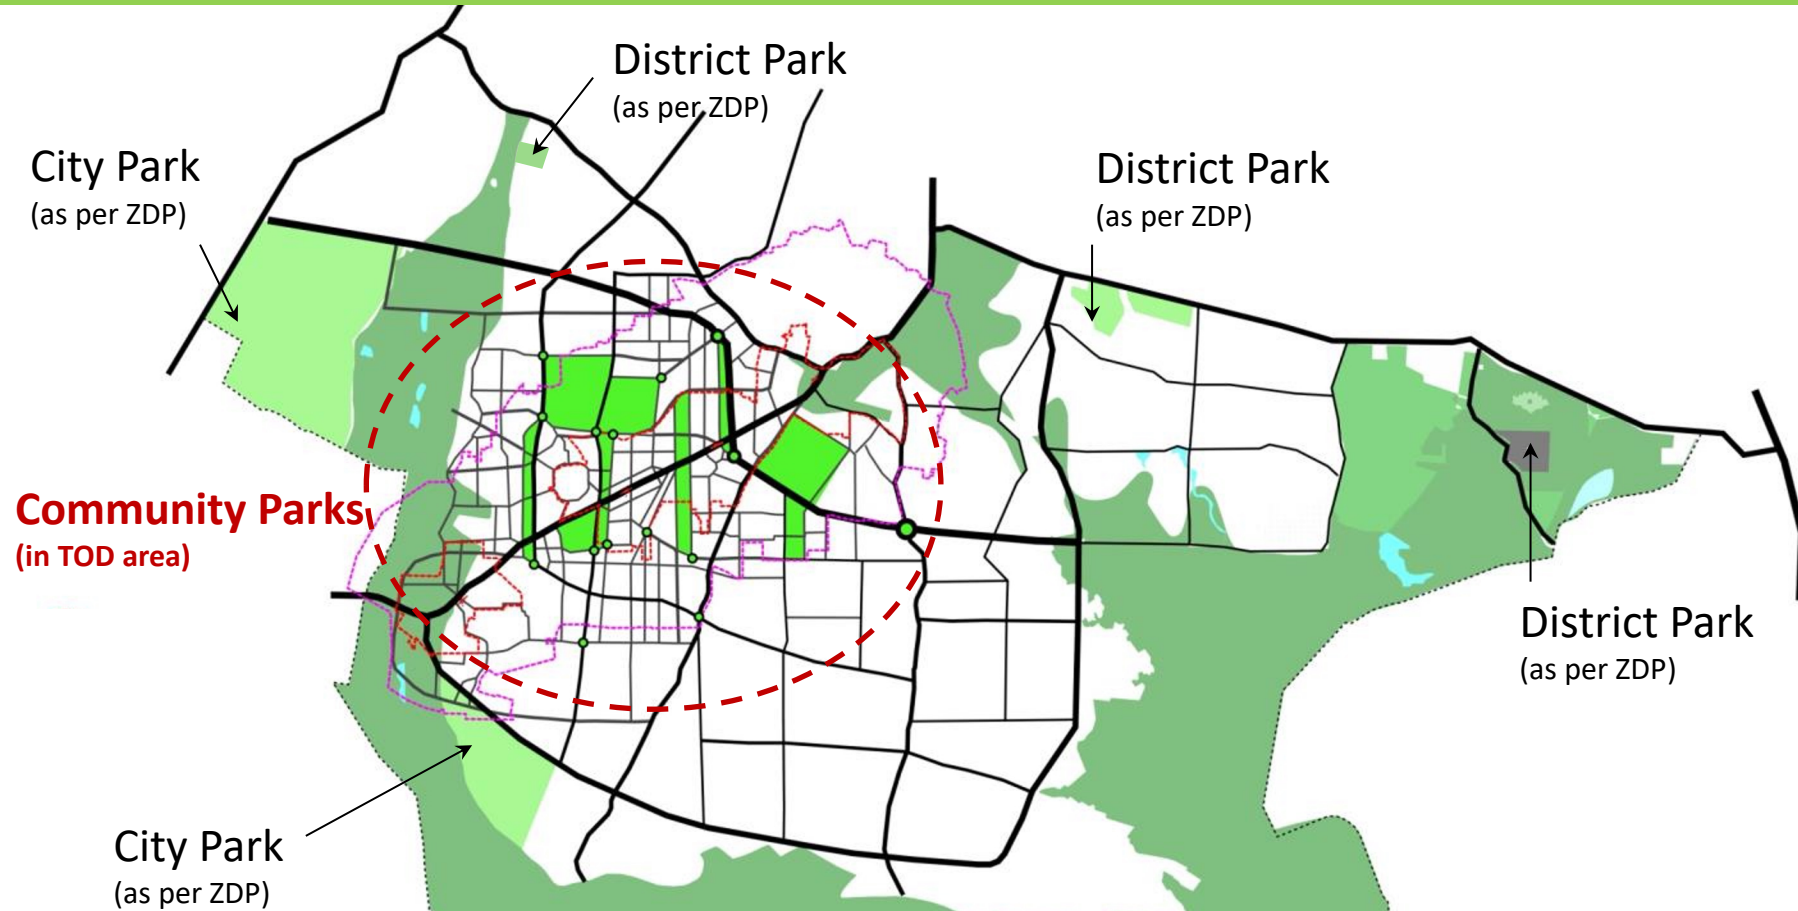 District Park
(as per ZDP)
City Park
(as per ZDP)
District Park
(as per ZDP)
Community Parks
(in TOD area)
District Park
(as per ZDP)
City Park
(as per ZDP)